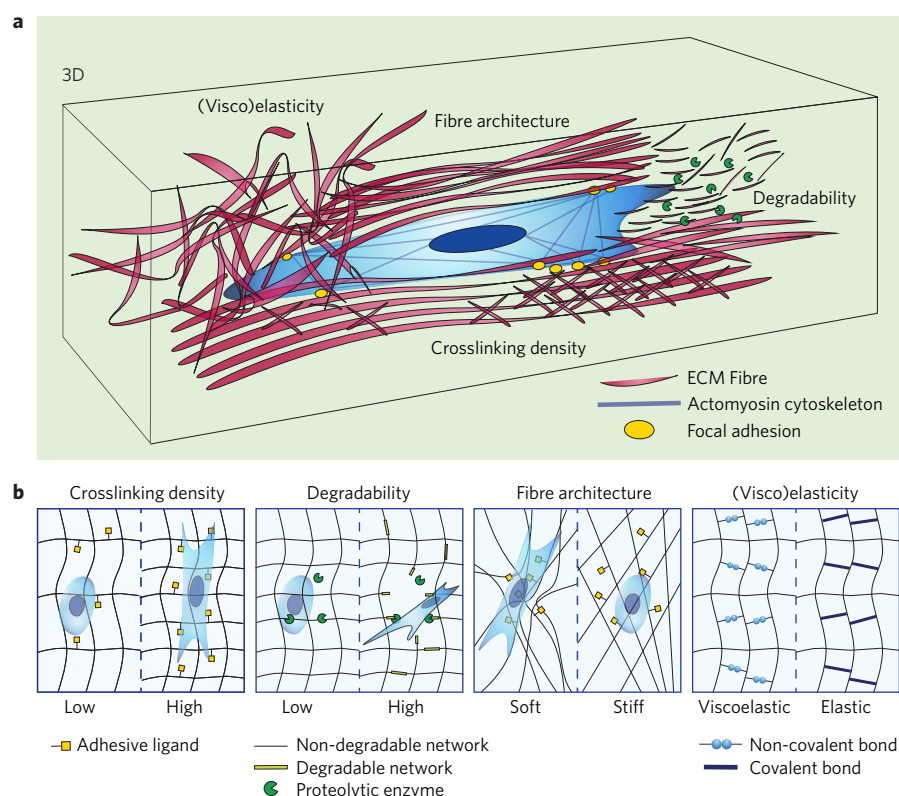 a
3D
(Visco)elasticity
Fibre architecture
Degradability
Crosslinking density
ECM Fibre
Actomyosin cytoskeleton
Focal adhesion
b
Crosslinking density
Degradability
Fibre architecture
(Visco)elasticity
Low
High
Low
High
Soft
Stiff
Viscoelastic
Elastic
Adhesive ligand
Non-degradable network
Degradable network
Proteolytic enzyme
Non-covalent bond
Covalent bond